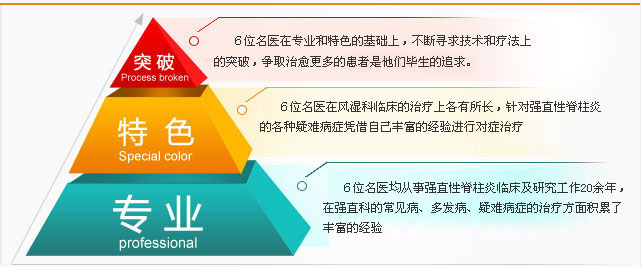 突破
Process broken
6位名医在专业和特色的基础上，不断寻求技术和疗法上
的突破，争取治愈更多的患者是他们毕生的追求。
特色
Special color
6位名医在风湿科临床的治疗上各有所长，针对强直性脊柱炎
的各种疑难病症凭借自己丰富的经验进行对症治疗
专业
professional
6位名医均从事强直性脊柱炎临床及研究工作20余年，
在强直科的常见病、多发病、疑难病症的治疗方面积累了
丰富的经验